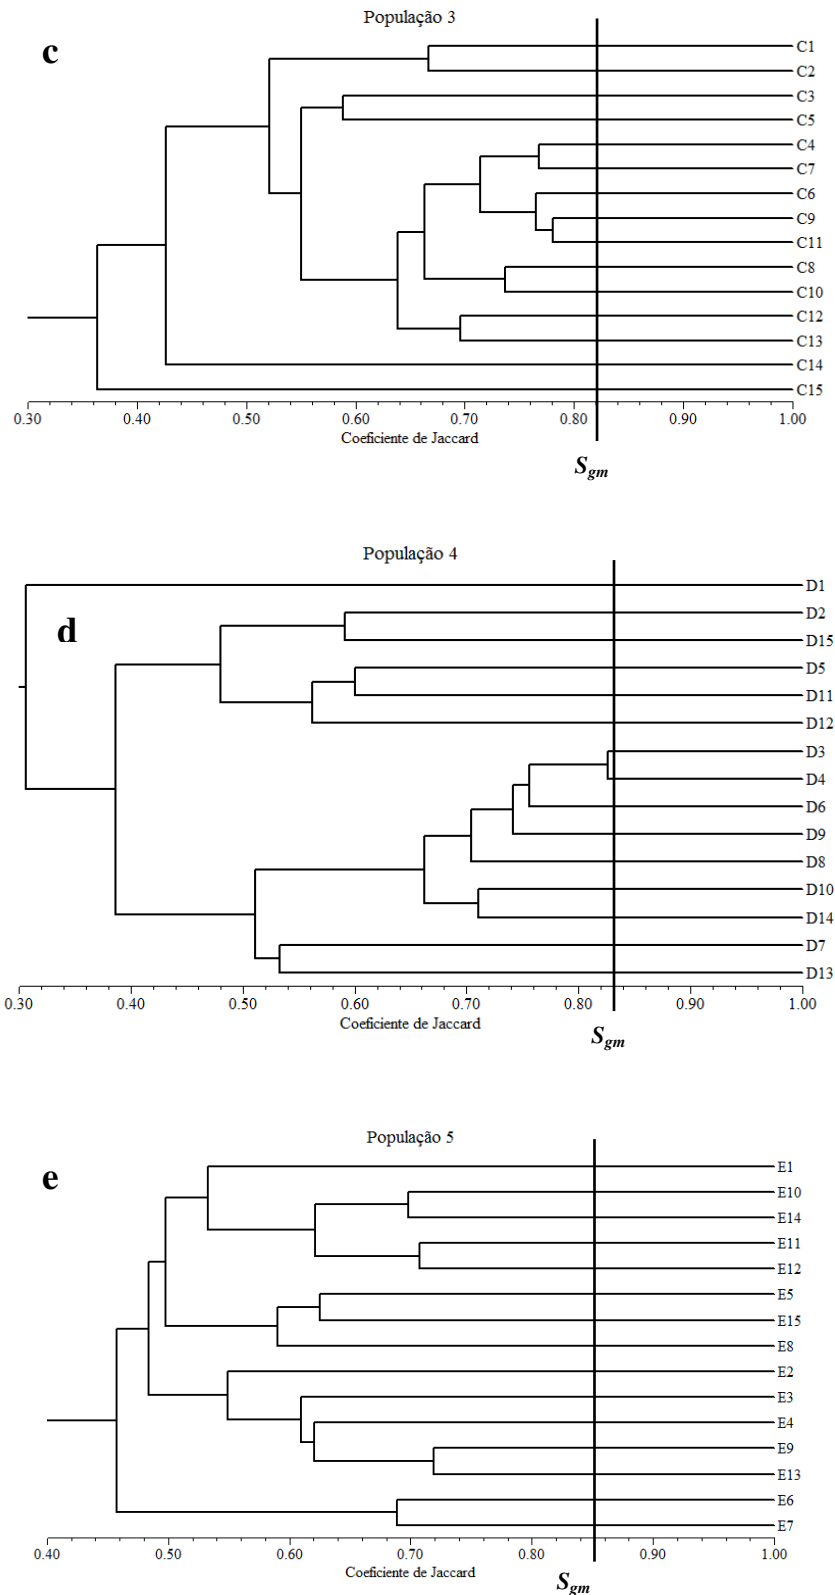 População 3
c
C1
C2
C3
C5
C4
C7
C6
C9
C11
C8
C10
C12
C13
C14
C15
0.30 0.40 0.50 0.60 0.70 0.80 0.90 1.00
Coeficiente de Jaccard
Sgm
População 4
d
D1
D2
D15
D5
D11
D12
D3
D4
D6
D9
D8
D10
D14
D7
D13
0.30 0.40 0.50 0.60 0.70 0.80 0.90 1.00
Coeficiente de Jaccard
Sgm
População 5
e
E1
E10
E14
E11
E12
E5
E15
E8
E2
E3
E4
E9
E13
E6
E7
0.40 0.50 0.60 0.70 0.80 0.90 1.00
Coeficiente de Jaccard
Sgm